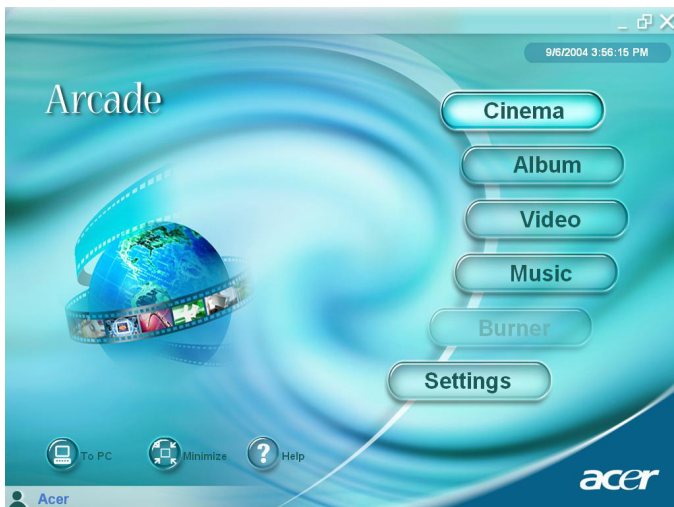 9/6/2004 3:56:15 PM
Arcade
Cinema
Album
Video
Music
Burner
Settings
To PC
Minimize
? Help
acer
Acer